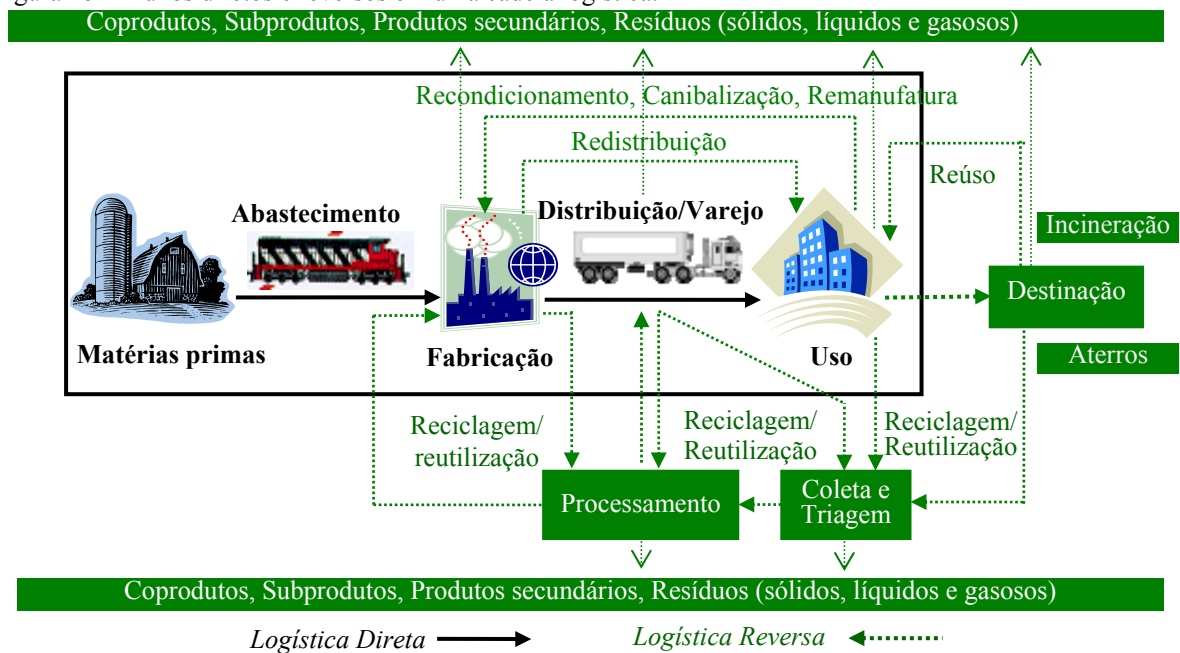 Coprodutos, Subprodutos, Produtos secundários, Resíduos (sólidos, líquidos e gasosos)
Recondicionamento, Canibalização, Remanufatura
Redistribuição
Reúso
Abastecimento
Distribuição/Varejo
Incineração
Destinação
Matérias primas
Fabricação
Uso
Aterros
Reciclagem/
reutilização
Reciclagem/
Reutilização
Reciclagem/
Reutilização
Processamento
Coleta e
Triagem
Coprodutos, Subprodutos, Produtos secundários, Resíduos (sólidos, líquidos e gasosos)
Logística Direta
Logística Reversa